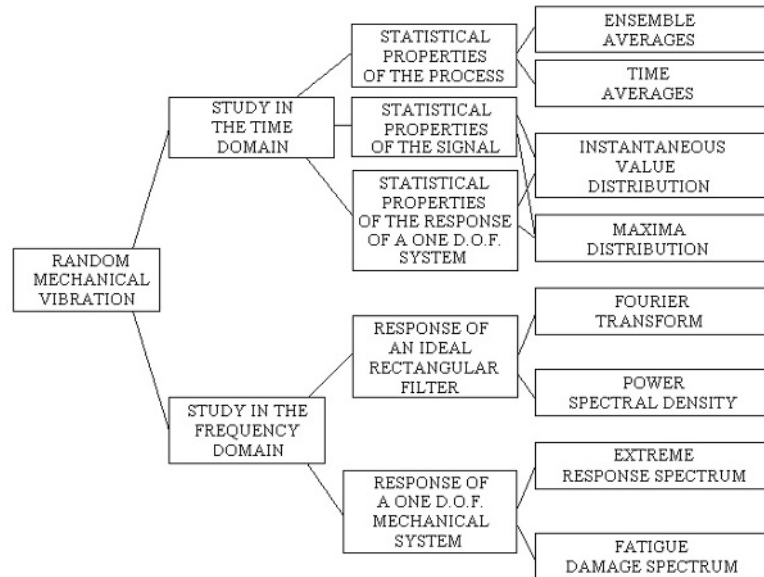 RANDOM
MECHANICAL
VIBRATION
STUDY IN
THE TIME
DOMAIN
STATISTICAL
PROPERTIES
OF THE PROCESS
ENSEMBLE
AVERAGES
TIME
AVERAGES
STATISTICAL
PROPERTIES
OF THE SIGNAL
STATISTICAL
PROPERTIES
OF THE RESPONSE
OF A ONE D.O.F.
SYSTEM
INSTANTANEOUS
VALUE
DISTRIBUTION
MAXIMA
DISTRIBUTION
STUDY IN THE
FREQUENCY
DOMAIN
RESPONSE OF
AN IDEAL
RECTANGULAR
FILTER
FOURIER
TRANSFORM
POWER
SPECTRAL DENSITY
RESPONSE OF
A ONE D.O.F.
MECHANICAL
SYSTEM
EXTREME
RESPONSE SPECTRUM
FATIGUE
DAMAGE SPECTRUM